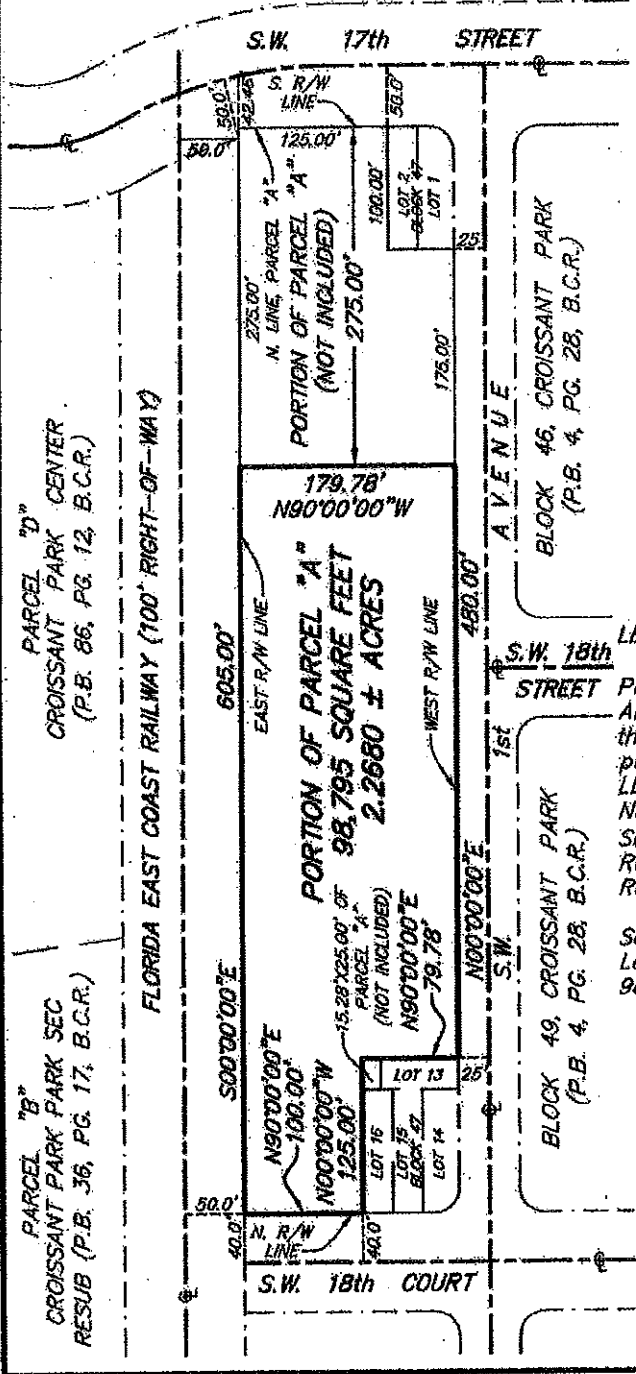 S.W. 17th STREET
50.0'
42.46
S. R/W
LINE
50.0'
50.0'
125.00'
100.00'
LOT 2
BLOCK 47
LOT 1
25
275.00'
N. LINE, PARCEL "A"
PORTION OF PARCEL "A"
(NOT INCLUDED)
275.00'
175.00'
PARCEL "D"
CROISSANT PARK CENTER
(P.B. 86, PG. 12, B.C.R.)
FLORIDA EAST COAST RAILWAY (100' RIGHT-OF-WAY)
BLOCK 46, CROISSANT PARK
(P.B. 4, PG. 28, B.C.R.)
179.78'
N90°00'00"W
605.00'
EAST R/W LINE
PORTION OF PARCEL "A"
98,795 SQUARE FEET
2.2680 ± ACRES
WEST R/W LINE
480.00'
AVENUE
S.W. 18th
STREET
1st
S.W.
N00°00'00"E
S00°00'00"E
15.28'X25.00' OF
PARCEL "A"
(NOT INCLUDED)
N90°00'00"E
79.78'
BLOCK 49, CROISSANT PARK
(P.B. 4, PG. 28, B.C.R.)
PARCEL "B"
CROISSANT PARK PARK SEC
RESUB (P.B. 36, PG. 17, B.C.R.)
N90°00'00"E
100.00'
N00°00'00"W
125.00'
LOT 13
25
LOT 16
LOT 15
BLOCK 47
LOT 14
50.0'
40.0'
N. R/W
LINE
40.0'
S.W. 18th COURT